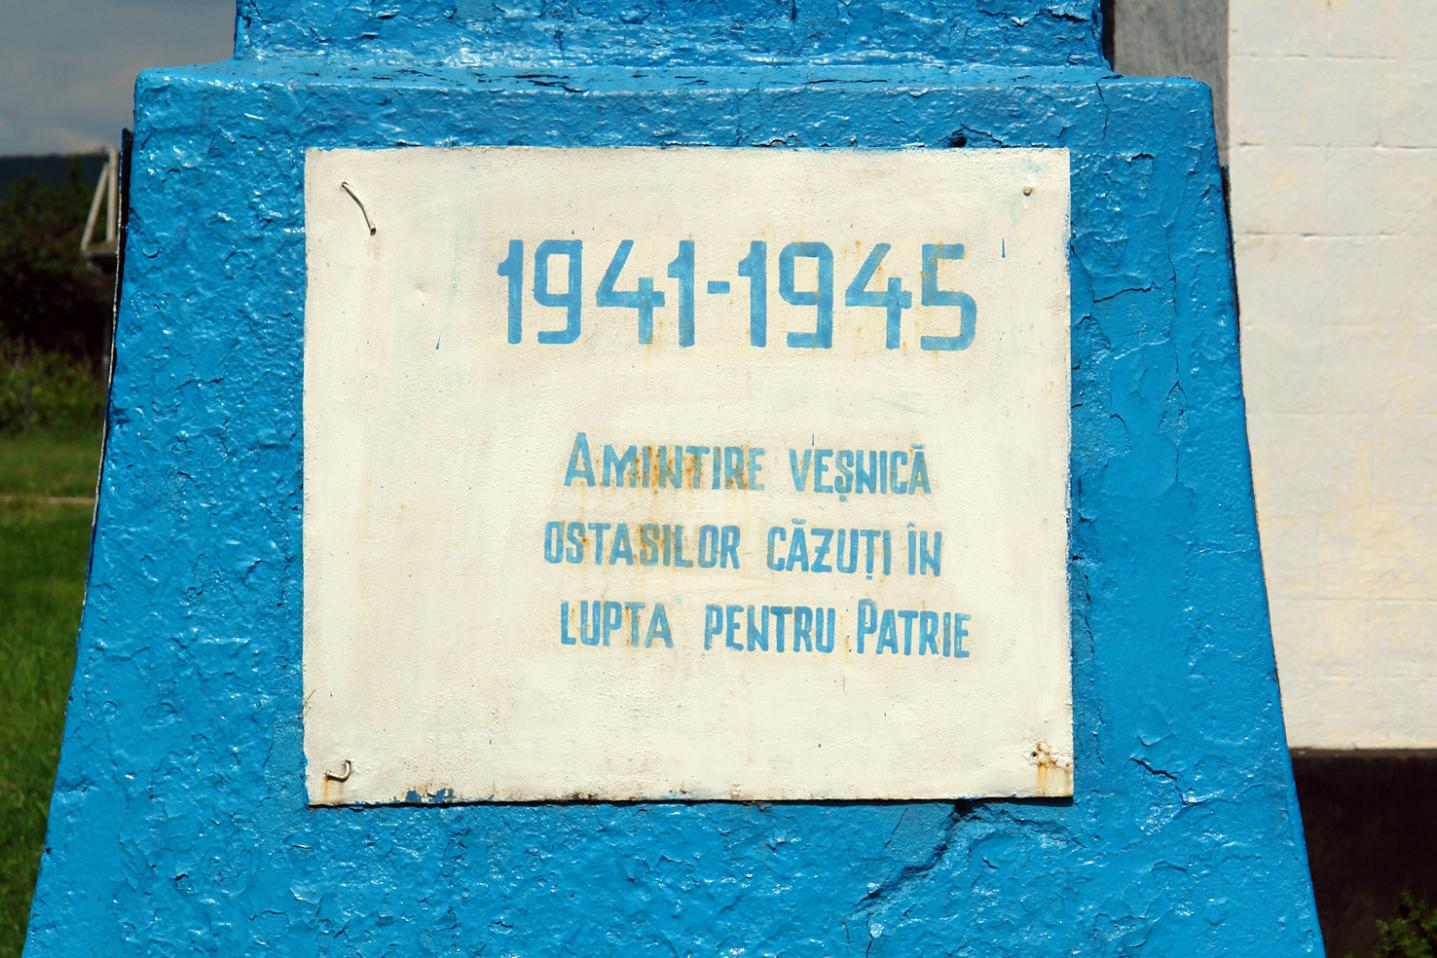 1941-1945
AMINTIRE VEȘNICĂ
OSTASILOR CĂZUȚI ÎN
LUPTA PENTRU PATRIE